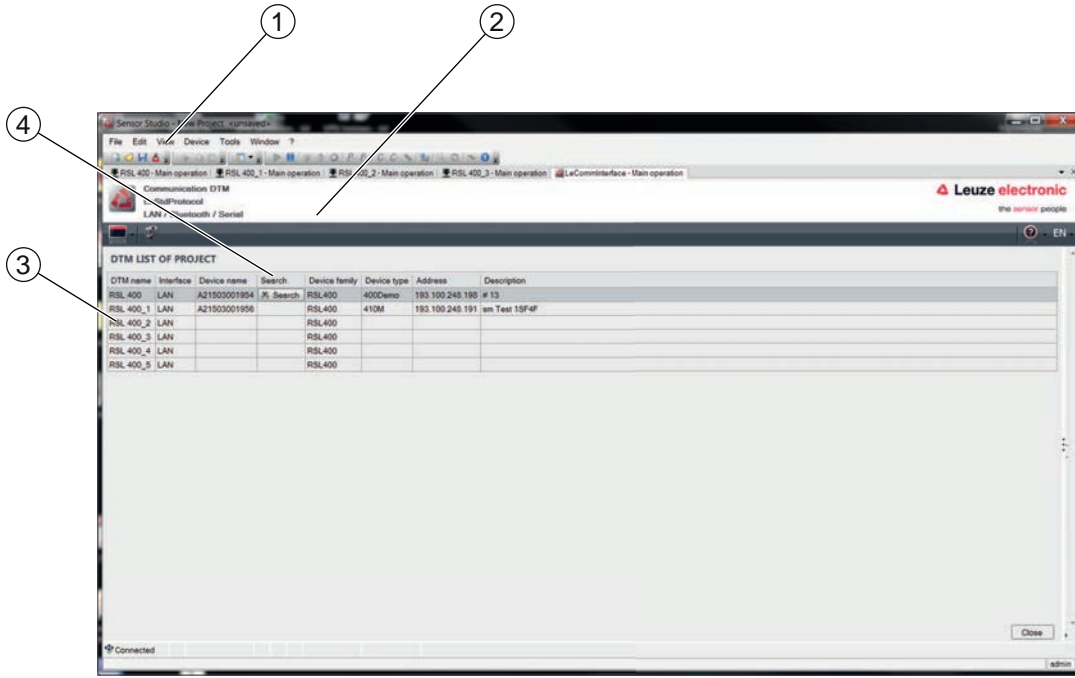 1
2
4
3
Sensor Studio - New Project <unsaved>
File Edit View Device Tools Window ?
RSL 400 - Main operation RSL 400_1 - Main operation RSL 400_2 - Main operation RSL 400_3 - Main operation LeCommInterface - Main operation
Communication DTM
LeStdProtocol
LAN / Bluetooth / Serial
Leuze electronic
the sensor people
? EN
DTM LIST OF PROJECT
DTM name Interface Device name Search Device family Device type Address Description
RSL 400 LAN A21503001954 Search RSL400 400Demo 193.100.248.198 # 13
RSL 400_1 LAN A21503001956 RSL400 410M 193.100.248.191 sm Test 1SF4F
RSL 400_2 LAN RSL400
RSL 400_3 LAN RSL400
RSL 400_4 LAN RSL400
RSL 400_5 LAN RSL400
Close
Connected
admin